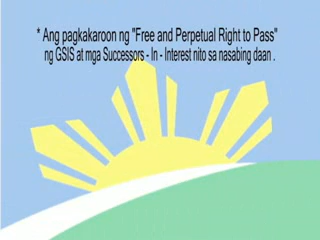 * Ang pagkakaroon ng "Free and Perpetual Right to Pass"
ng GSIS at mga Successors - In - Interest nito sa nasabing daan .